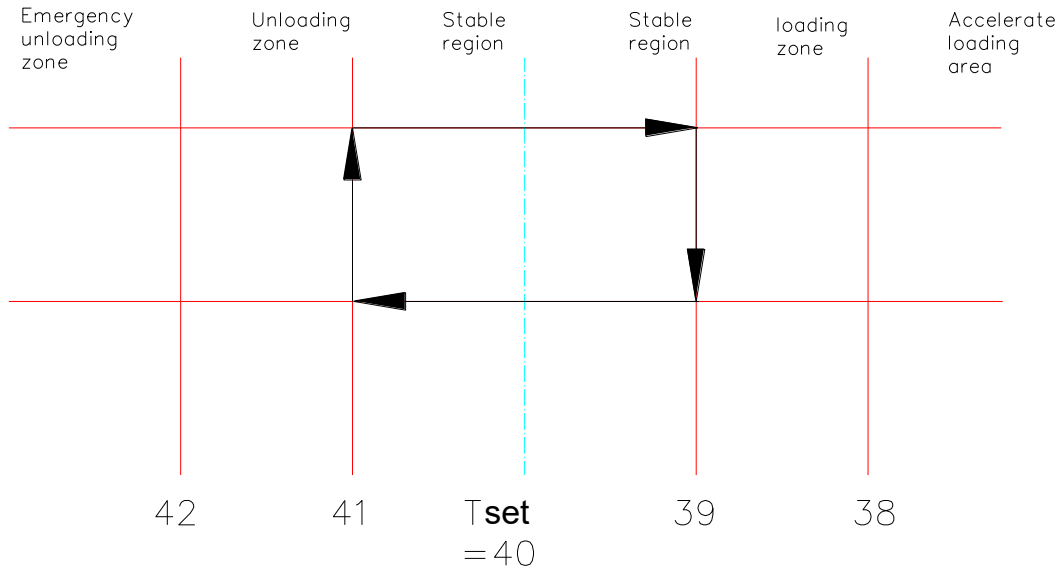 Emergency
unloading
zone
Unloading
zone
Stable
region
Stable
region
loading
zone
Accelerate
loading
area
42
41
Tset
=40
39
38